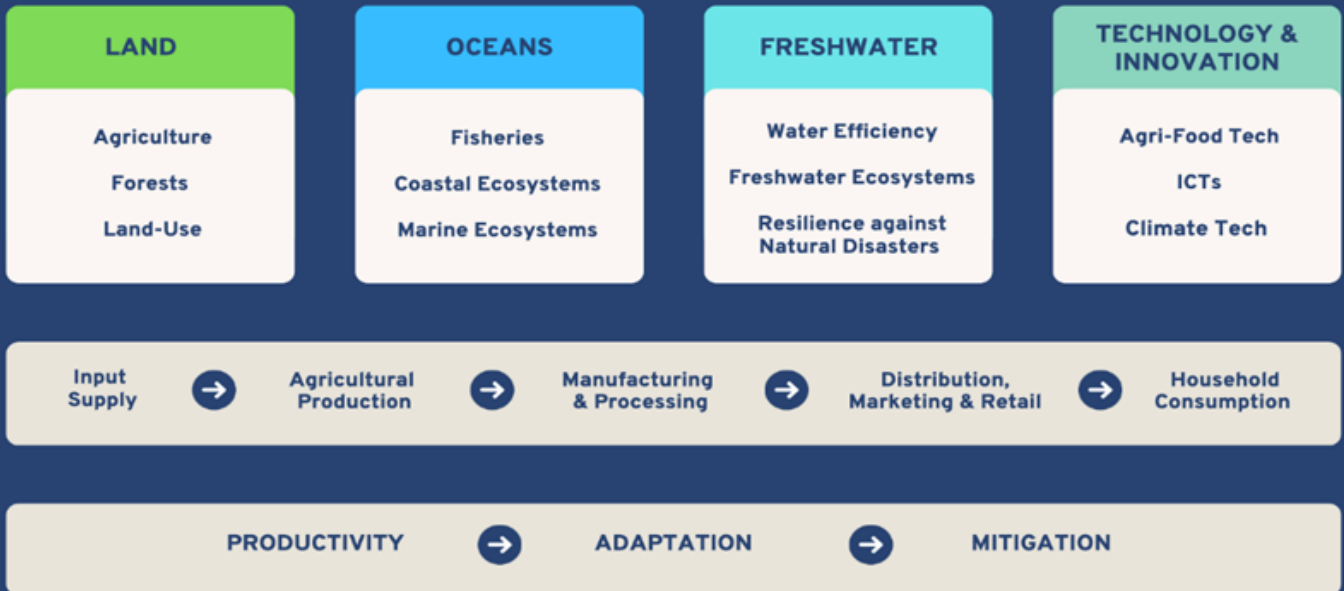 LAND
Agriculture
Forests
Land-Use
OCEANS
Fisheries
Coastal Ecosystems
Marine Ecosystems
FRESHWATER
Water Efficiency
Freshwater Ecosystems
Resilience against
Natural Disasters
TECHNOLOGY &
INNOVATION
Agri-Food Tech
ICTs
Climate Tech
Input
Supply
Agricultural
Production
Manufacturing
& Processing
Distribution,
Marketing & Retail
Household
Consumption
PRODUCTIVITY
ADAPTATION
MITIGATION